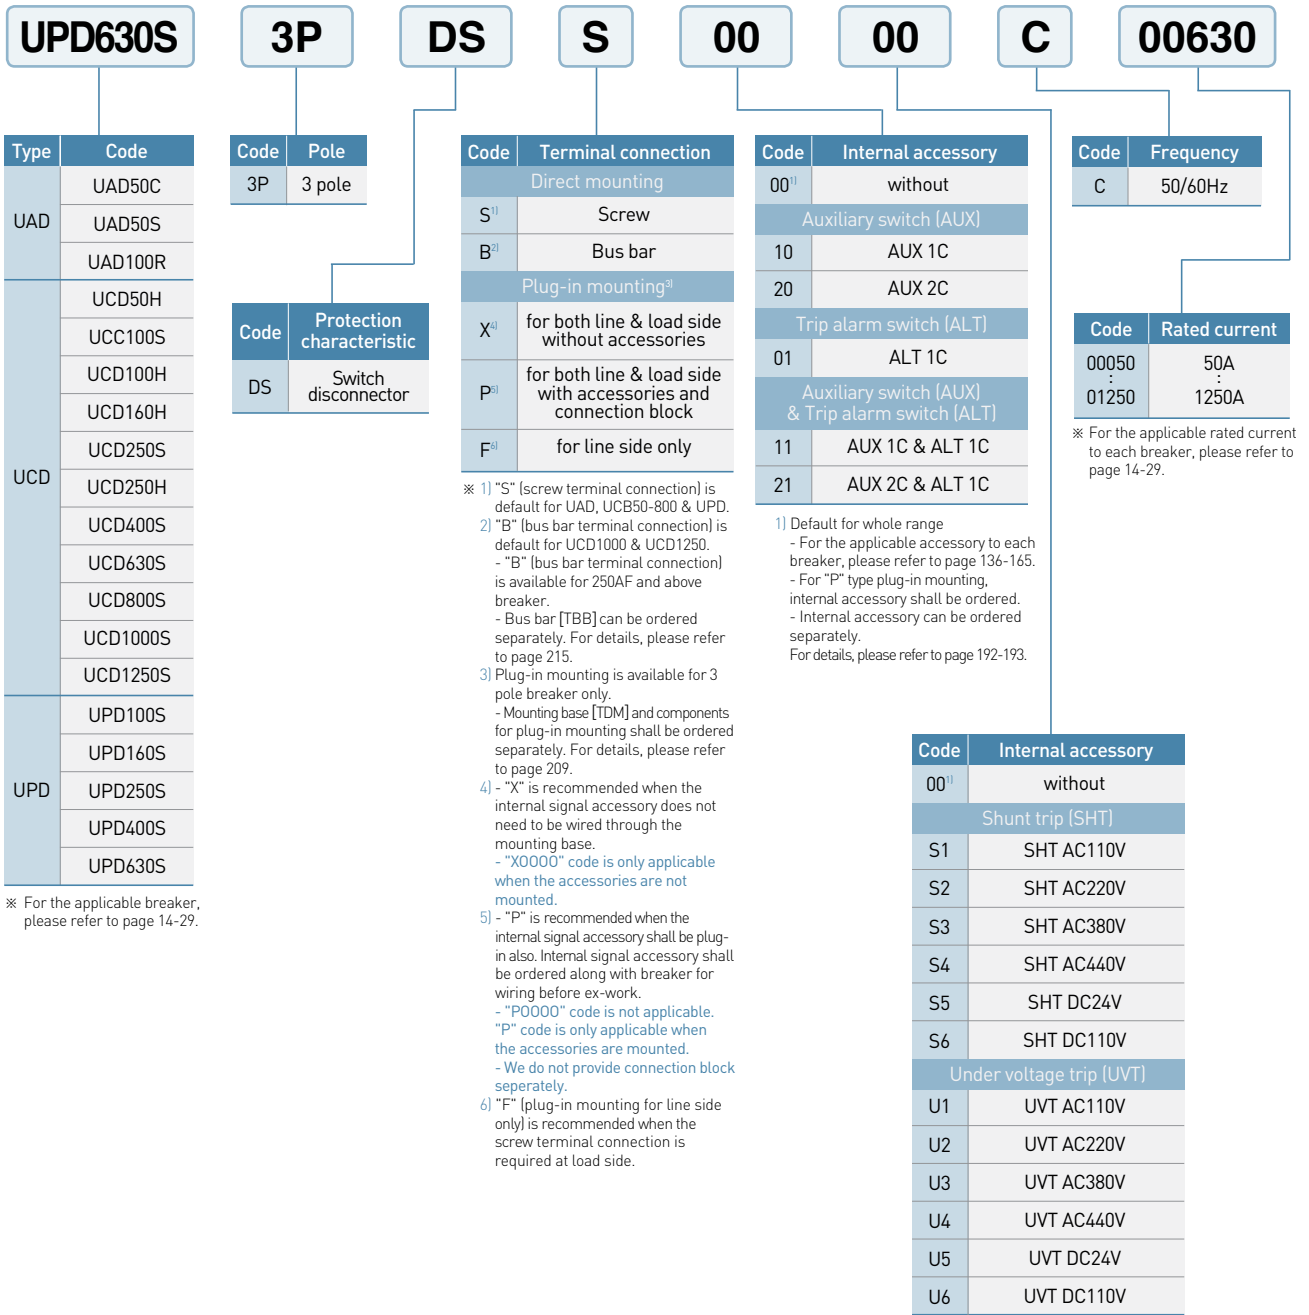 UPD630S 3P DS S 00 00 C 00630
Type Code
UAD
UAD50C
UAD50S
UAD100R
UCD
UCD50H
UCC100S
UCD100H
UCD160H
UCD250S
UCD250H
UCD400S
UCD630S
UCD800S
UCD1000S
UCD1250S
UPD
UPD100S
UPD160S
UPD250S
UPD400S
UPD630S
※ For the applicable breaker,
please refer to page 14-29.
Code Pole
3P 3 pole
Code Protection
characteristic
DS Switch
disconnector
Code Terminal connection
Direct mounting
S1) Screw
B2) Bus bar
Plug-in mounting3)
X4) for both line & load side
without accessories
P5) for both line & load side
with accessories and
connection block
F6) for line side only
※ 1) "S" (screw terminal connection) is
default for UAD, UCB50-800 & UPD.
2) "B" (bus bar terminal connection) is
default for UCD1000 & UCD1250.
- "B" (bus bar terminal connection)
is available for 250AF and above
breaker.
- Bus bar [TBB] can be ordered
separately. For details, please refer
to page 215.
3) Plug-in mounting is available for 3
pole breaker only.
- Mounting base [TDM] and components
for plug-in mounting shall be ordered
separately. For details, please refer
to page 209.
4) - "X" is recommended when the
internal signal accessory does not
need to be wired through the
mounting base.
- "X0000" code is only applicable
when the accessories are not
mounted.
5) - "P" is recommended when the
internal signal accessory shall be plug-
in also. Internal signal accessory shall
be ordered along with breaker for
wiring before ex-work.
- "P0000" code is not applicable.
"P" code is only applicable when
the accessories are mounted.
- We do not provide connection block
seperately.
6) "F" (plug-in mounting for line side
only) is recommended when the
screw terminal connection is
required at load side.
Code Internal accessory
001) without
Auxiliary switch (AUX)
10 AUX 1C
20 AUX 2C
Trip alarm switch (ALT)
01 ALT 1C
Auxiliary switch (AUX)
& Trip alarm switch (ALT)
11 AUX 1C & ALT 1C
21 AUX 2C & ALT 1C
1) Default for whole range
- For the applicable accessory to each
breaker, please refer to page 136-165.
- For "P" type plug-in mounting,
internal accessory shall be ordered.
- Internal accessory can be ordered
separately.
For details, please refer to page 192-193.
Code Internal accessory
001) without
Shunt trip (SHT)
S1 SHT AC110V
S2 SHT AC220V
S3 SHT AC380V
S4 SHT AC440V
S5 SHT DC24V
S6 SHT DC110V
Under voltage trip (UVT)
U1 UVT AC110V
U2 UVT AC220V
U3 UVT AC380V
U4 UVT AC440V
U5 UVT DC24V
U6 UVT DC110V
Code Frequency
C 50/60Hz
Code Rated current
00050 50A
: :
01250 1250A
※ For the applicable rated current
to each breaker, please refer to
page 14-29.